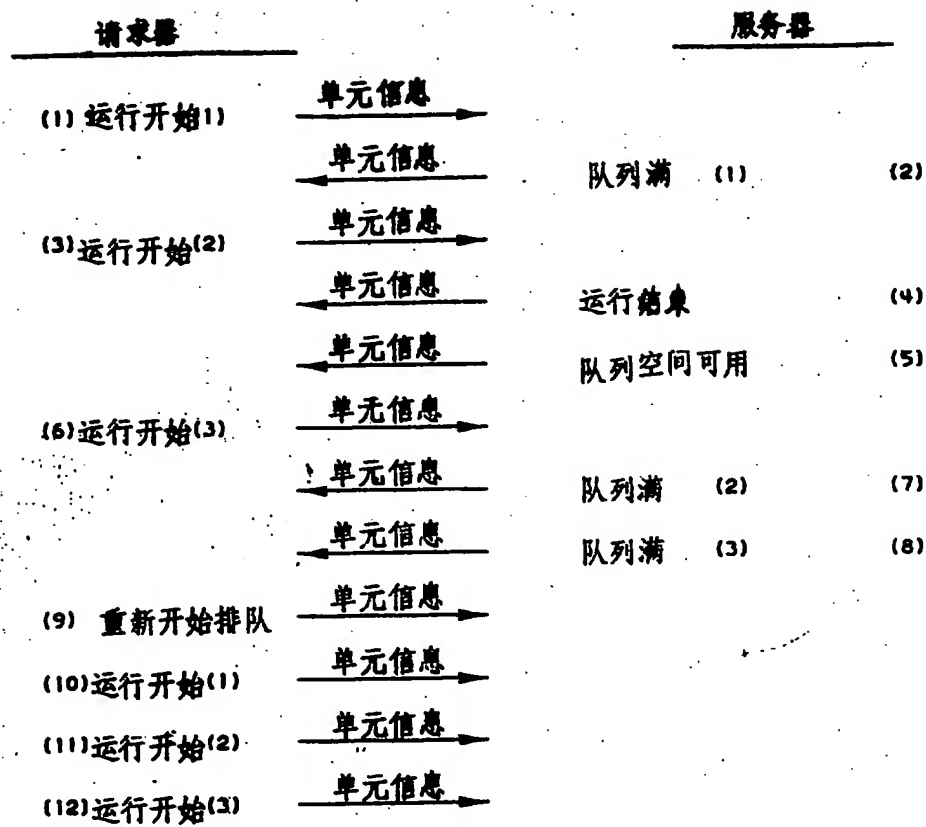 请求器 服务器
(1) 运行开始1) 单元信息
单元信息 队列满 (1) (2)
(3)运行开始(2) 单元信息
单元信息 运行结束 (4)
单元信息 队列空间可用 (5)
(6)运行开始(3) 单元信息
单元信息 队列满 (2) (7)
单元信息 队列满 (3) (8)
(9) 重新开始排队 单元信息
(10)运行开始(1) 单元信息
(11)运行开始(2) 单元信息
(12)运行开始(3) 单元信息